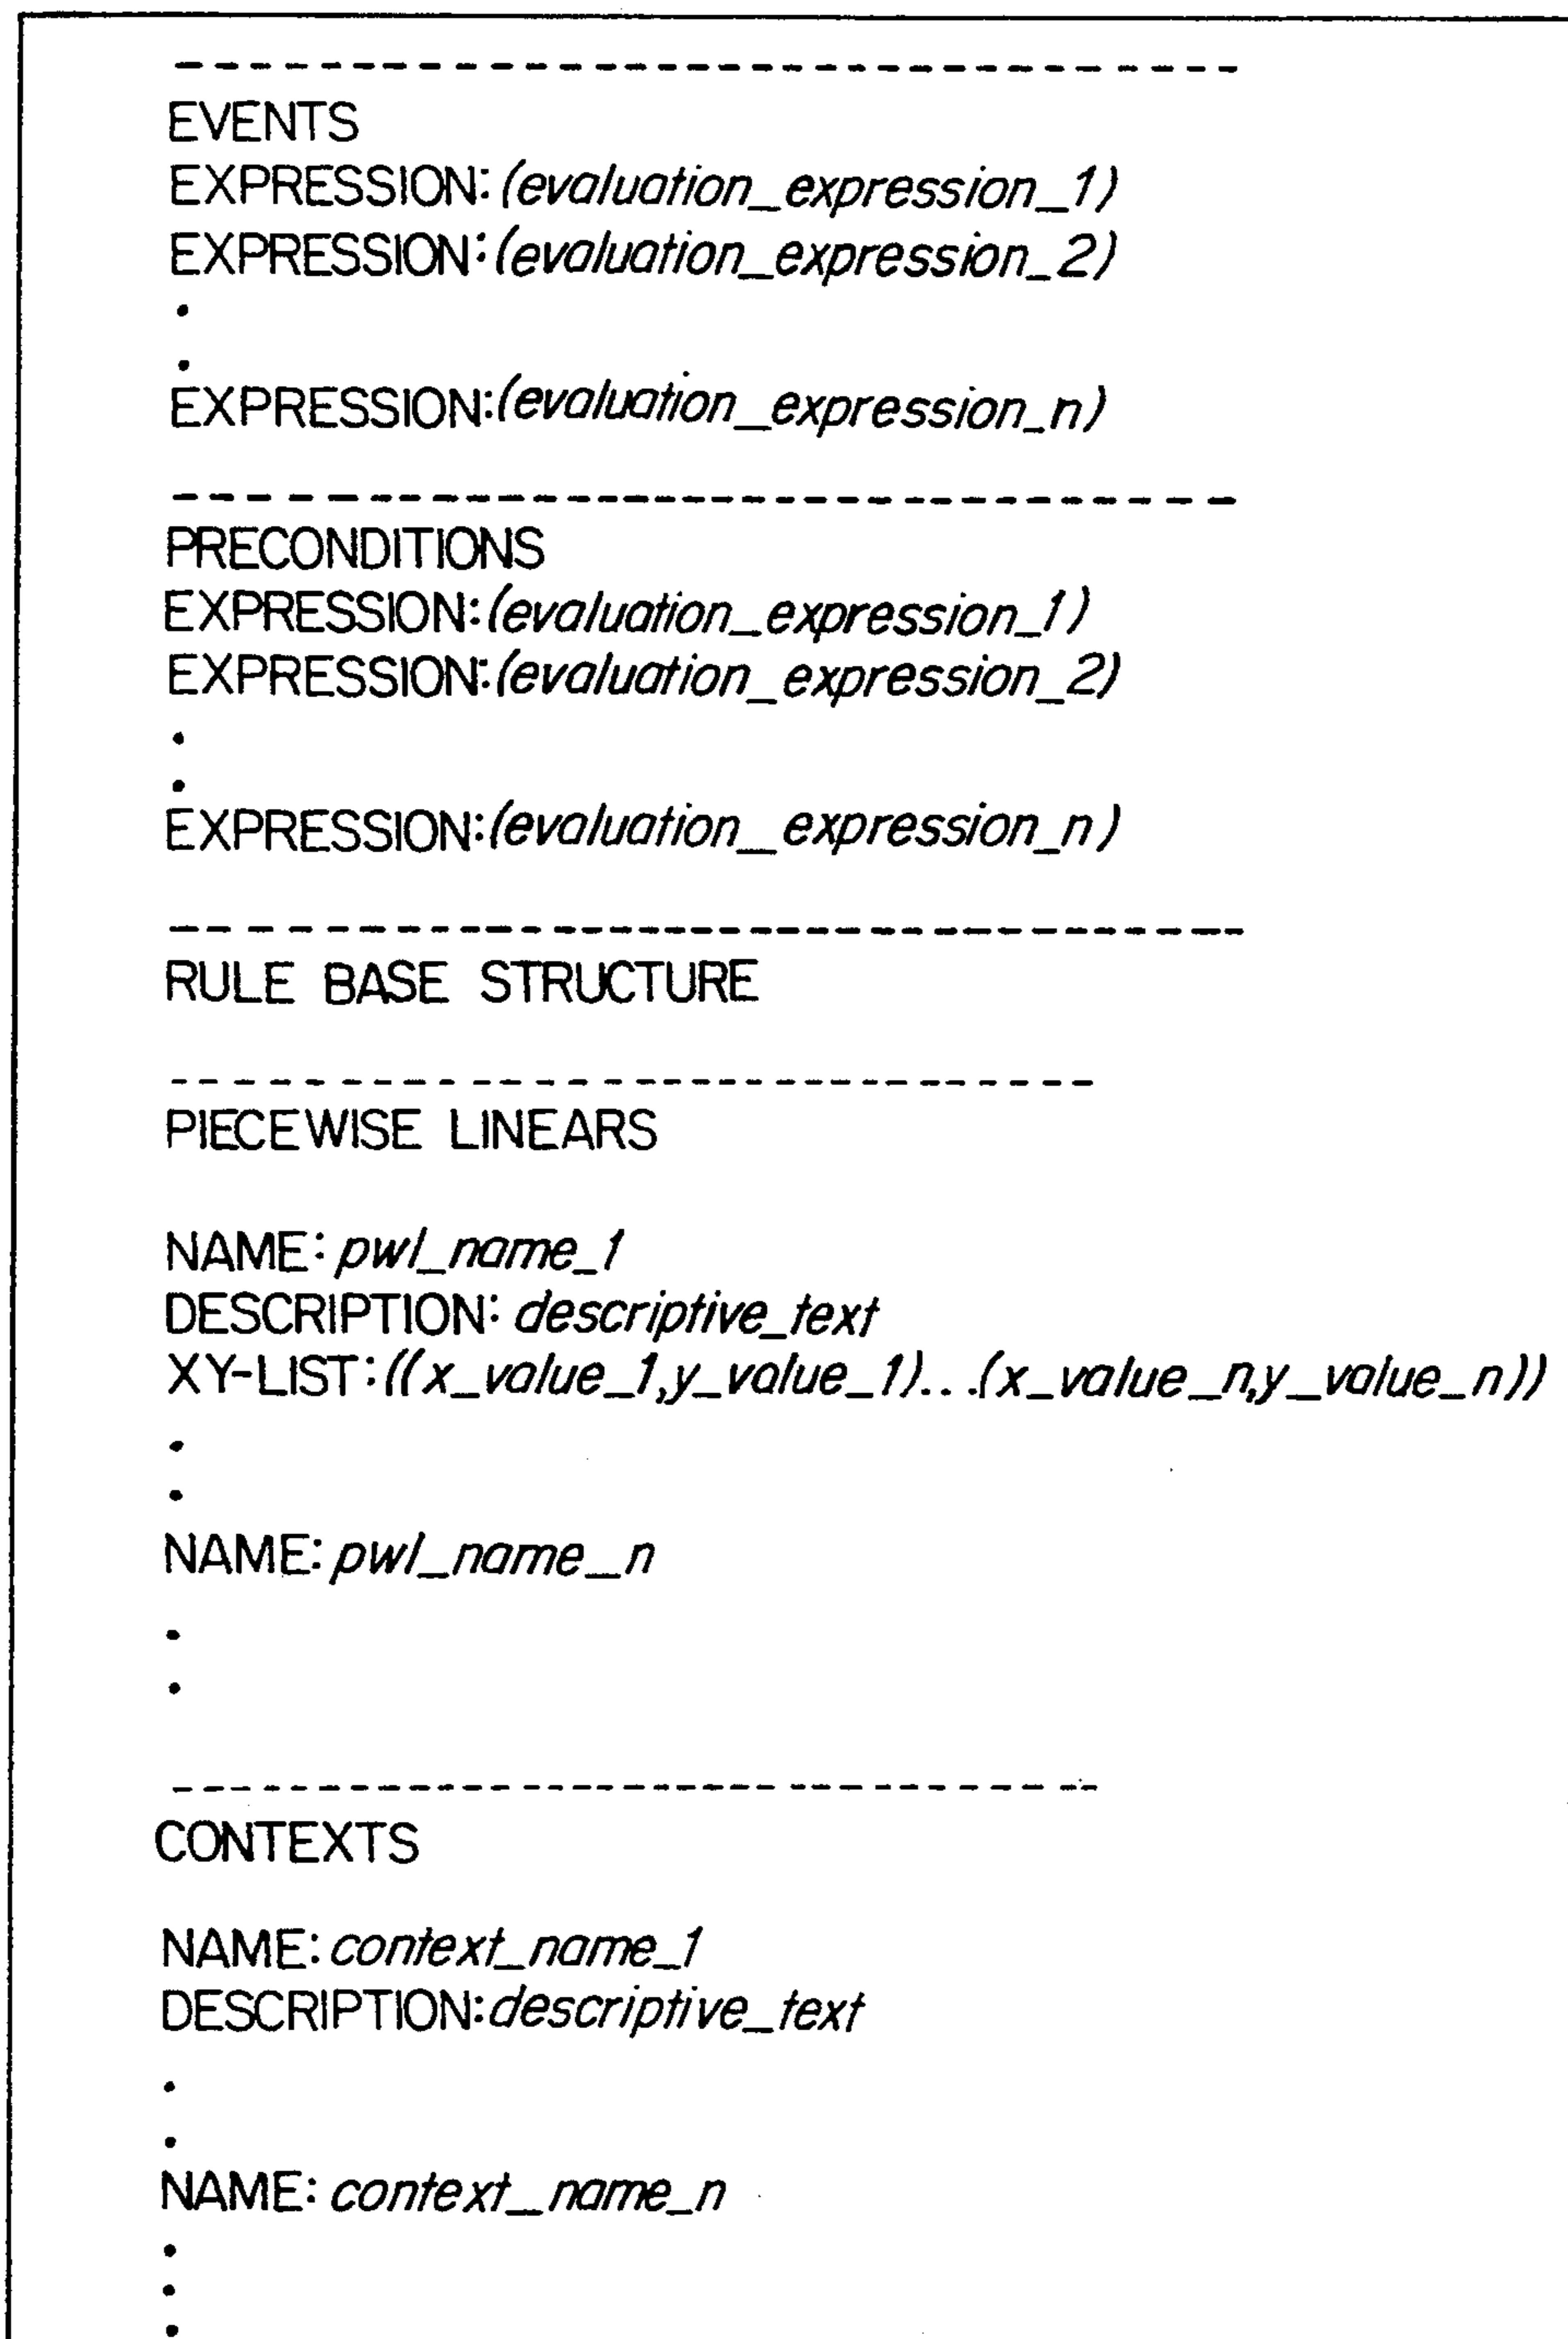 --------------------------------
EVENTS
EXPRESSION:(evaluation_expression_1)
EXPRESSION:(evaluation_expression_2)
.
.
EXPRESSION:(evaluation_expression_n)
--------------------------------
PRECONDITIONS
EXPRESSION:(evaluation_expression_1)
EXPRESSION:(evaluation_expression_2)
.
.
EXPRESSION:(evaluation_expression_n)
--------------------------------
RULE BASE STRUCTURE
----------------------------
PIECEWISE LINEARS
NAME: pwl_name_1
DESCRIPTION: descriptive_text
XY-LIST:((x_value_1,y_value_1)...(x_value_n,y_value_n))
.
.
NAME: pwl_name_n
.
.
----------------------------
CONTEXTS
NAME: context_name_1
DESCRIPTION:descriptive_text
.
.
NAME: context_name_n
.
.
.